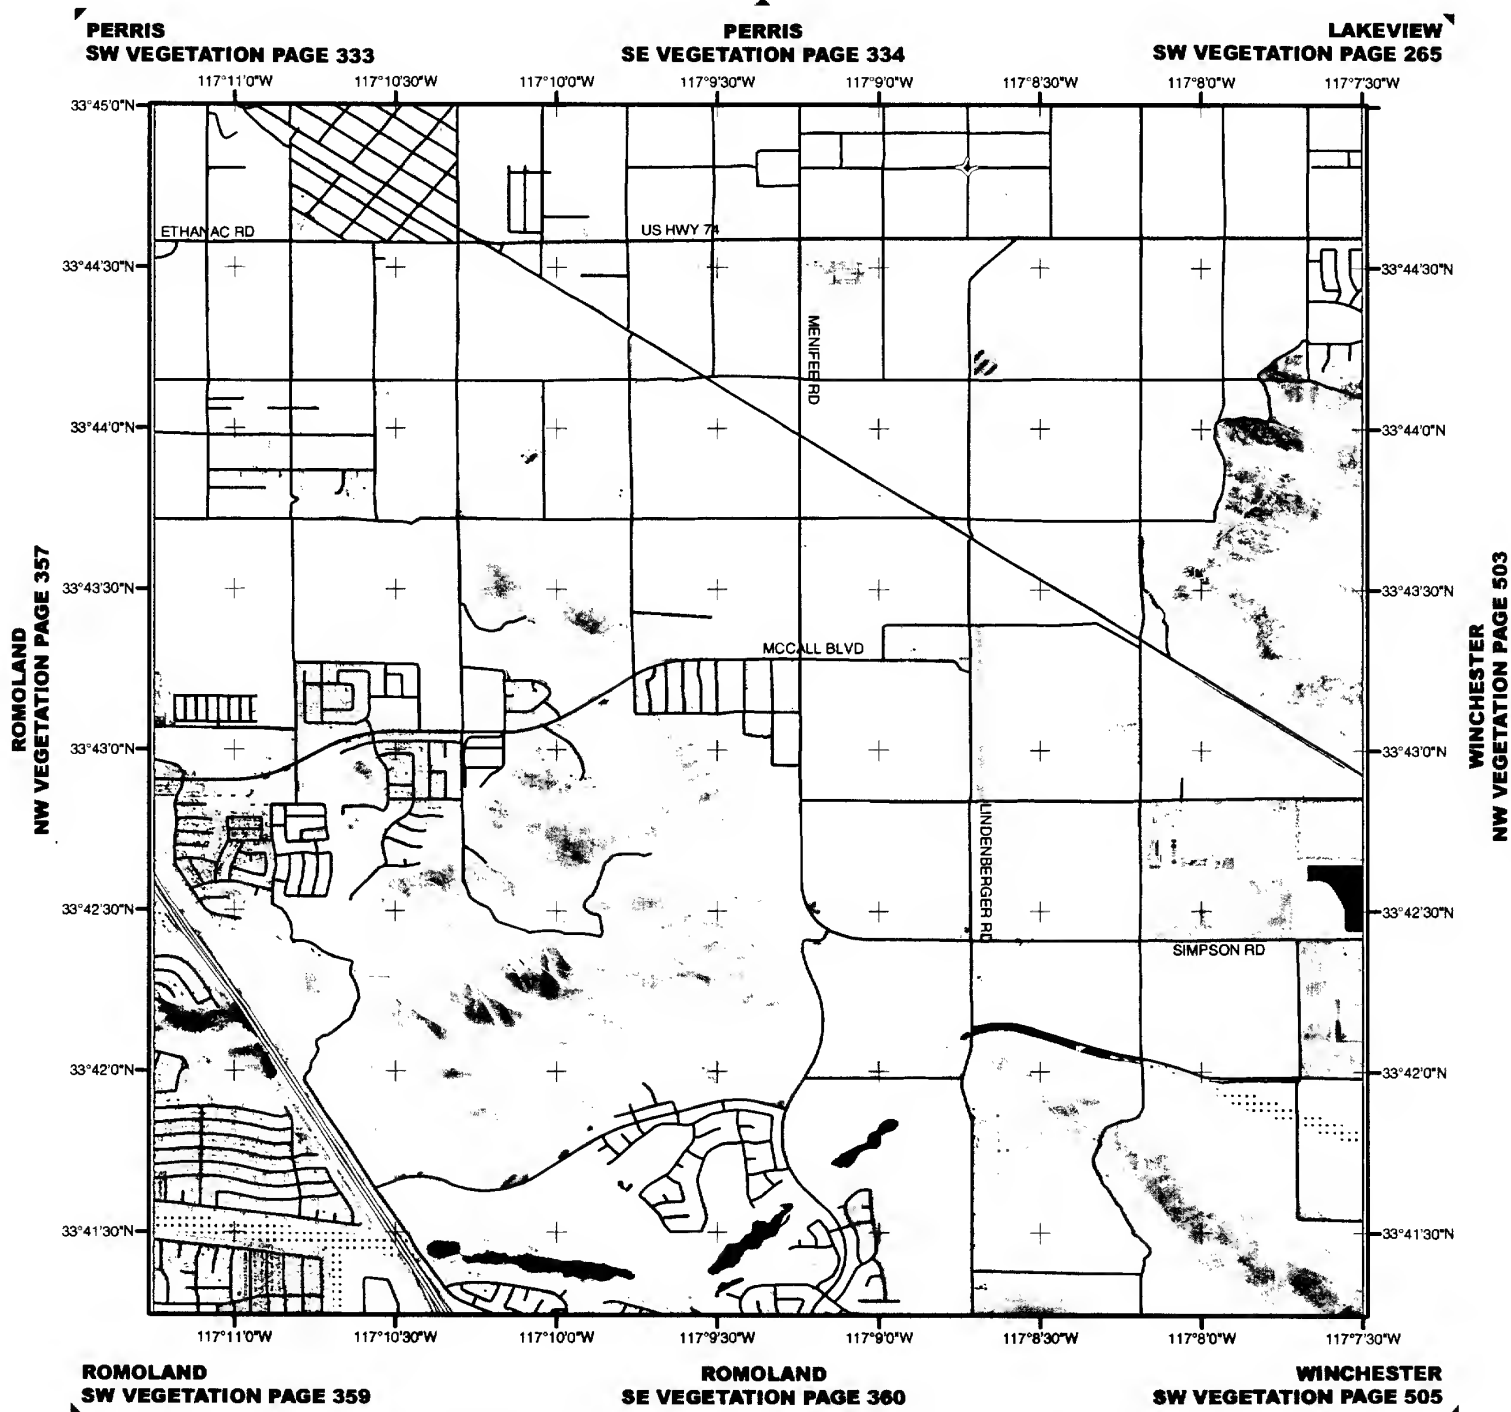 PERRIS
SW VEGETATION PAGE 333
PERRIS
SE VEGETATION PAGE 334
LAKEVIEW
SW VEGETATION PAGE 265
117°11'0"W 117°10'30"W 117°10'0"W 117°9'30"W 117°9'0"W 117°8'30"W 117°8'0"W 117°7'30"W
33°45'0"N
ETHANAC RD
US HWY 74
33°44'30"N
33°44'30"N
MENIFEE RD
33°44'0"N
33°44'0"N
ROMOLAND
NW VEGETATION PAGE 357
WINCHESTER
NW VEGETATION PAGE 503
33°43'30"N
33°43'30"N
MCCALL BLVD
33°43'0"N
33°43'0"N
LINDENBERGER RD
33°42'30"N
33°42'30"N
SIMPSON RD
33°42'0"N
33°42'0"N
33°41'30"N
33°41'30"N
117°11'0"W 117°10'30"W 117°10'0"W 117°9'30"W 117°9'0"W 117°8'30"W 117°8'0"W 117°7'30"W
ROMOLAND
SW VEGETATION PAGE 359
ROMOLAND
SE VEGETATION PAGE 360
WINCHESTER
SW VEGETATION PAGE 505